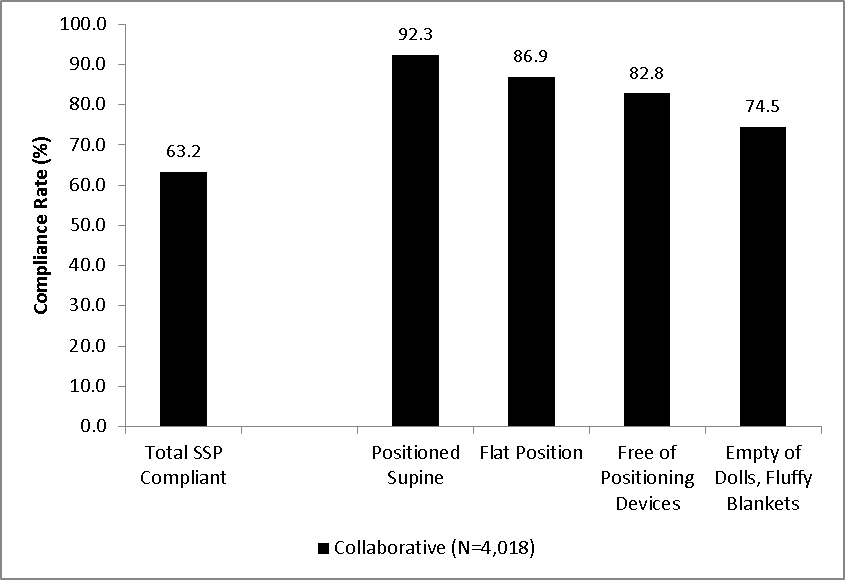 Compliance Rate (%)
100.0
90.0
80.0
70.0
60.0
50.0
40.0
30.0
20.0
10.0
0.0
63.2
92.3
86.9
82.8
74.5
Total SSP
Compliant
Positioned
Supine
Flat Position
Free of
Positioning
Devices
Empty of
Dolls, Fluffy
Blankets
Collaborative (N=4,018)